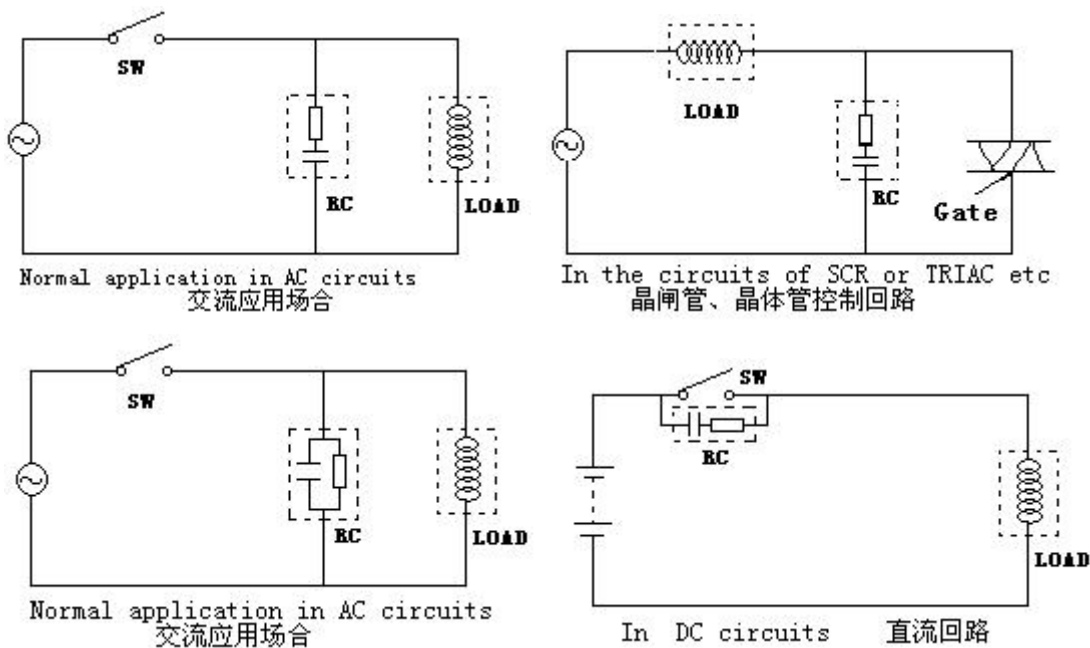 SW
RC
LOAD
Normal application in AC circuits
交流应用场合
LOAD
RC
Gate
In the circuits of SCR or TRIAC etc
晶闸管、晶体管控制回路
SW
RC
LOAD
Normal application in AC circuits
交流应用场合
SW
RC
LOAD
In DC circuits 直流回路